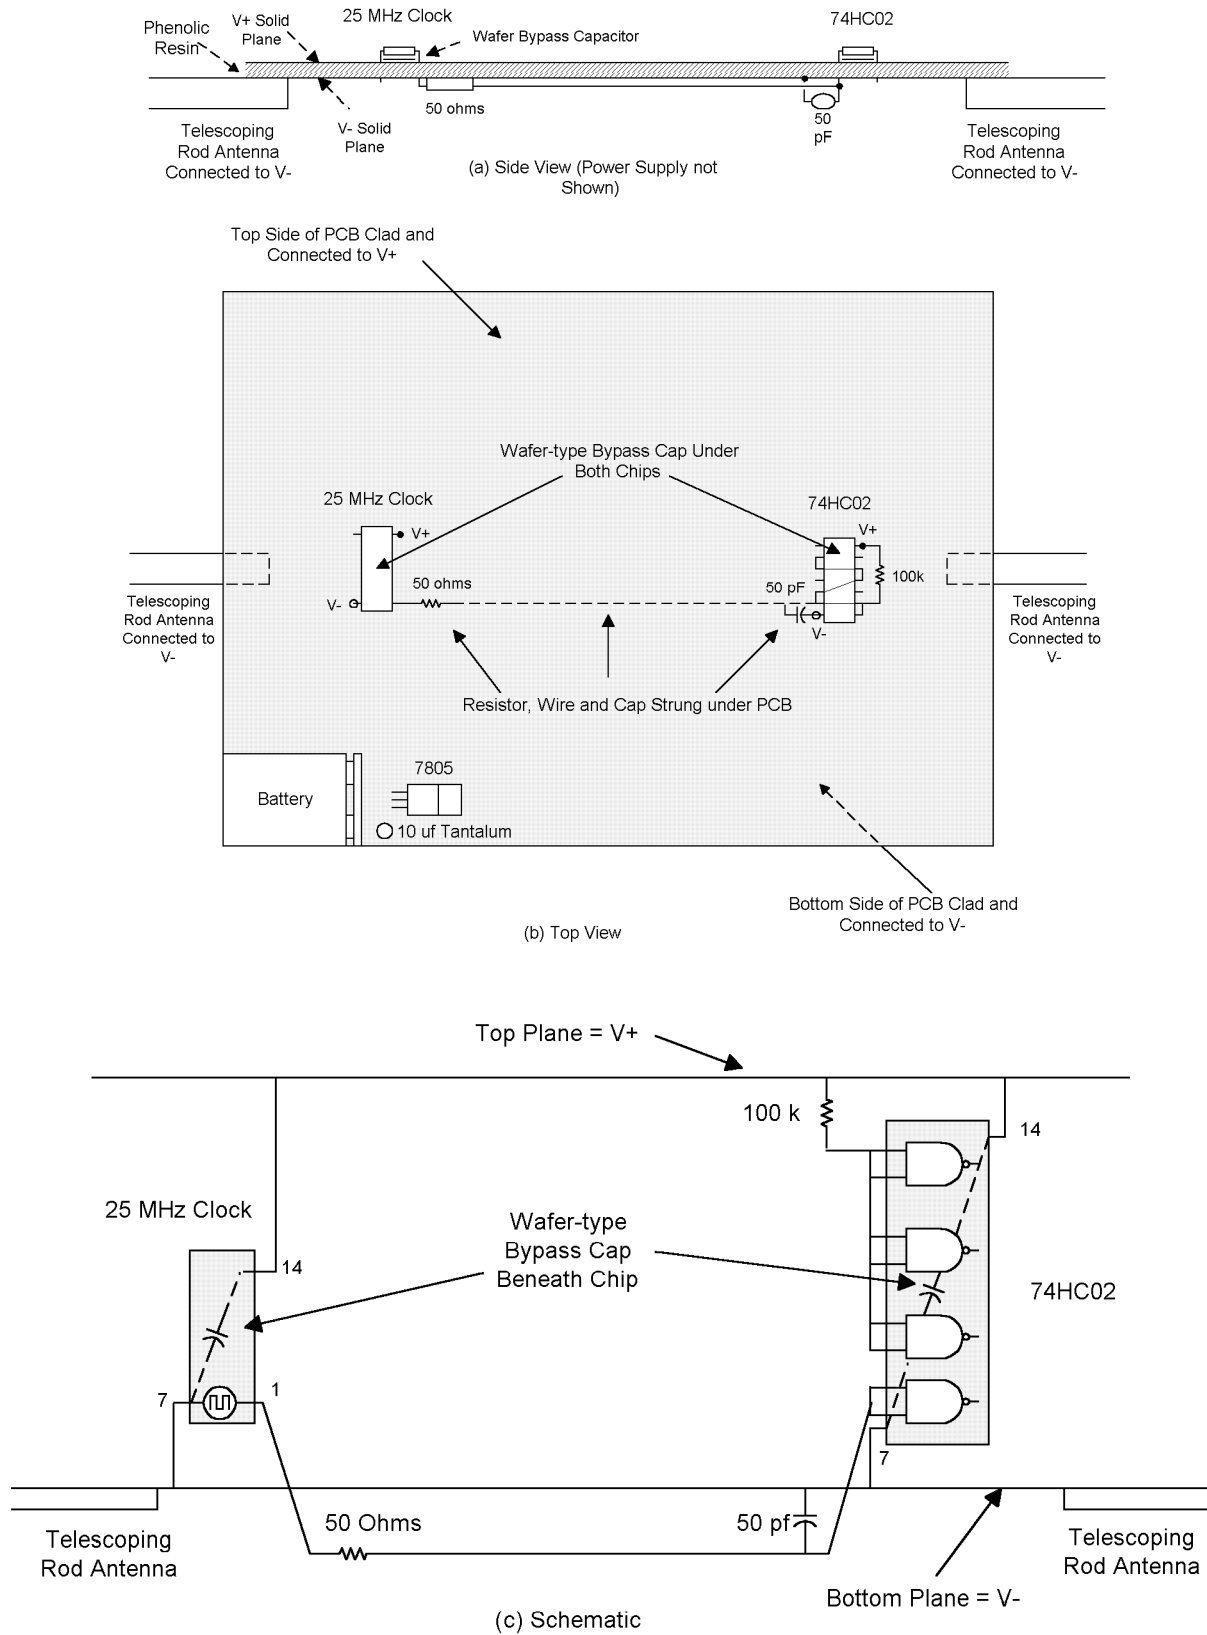 Phenolic
Resin
V+ Solid
Plane
25 MHz Clock
Wafer Bypass Capacitor
74HC02
50 ohms
50
pF
Telescoping
Rod Antenna
Connected to V-
V- Solid
Plane
(a) Side View (Power Supply not
Shown)
Telescoping
Rod Antenna
Connected to V-
Top Side of PCB Clad and
Connected to V+
Wafer-type Bypass Cap Under
Both Chips
25 MHz Clock
74HC02
V+
V+
50 ohms
50 pF
100k
V-
V-
Telescoping
Rod Antenna
Connected to
V-
Telescoping
Rod Antenna
Connected to
V-
Resistor, Wire and Cap Strung under PCB
7805
Battery
10 uf Tantalum
Bottom Side of PCB Clad and
Connected to V-
(b) Top View
Top Plane = V+
100 k
14
25 MHz Clock
Wafer-type
Bypass Cap
Beneath Chip
14
74HC02
7
1
7
50 Ohms
50 pf
Telescoping
Rod Antenna
Telescoping
Rod Antenna
Bottom Plane = V-
(c) Schematic